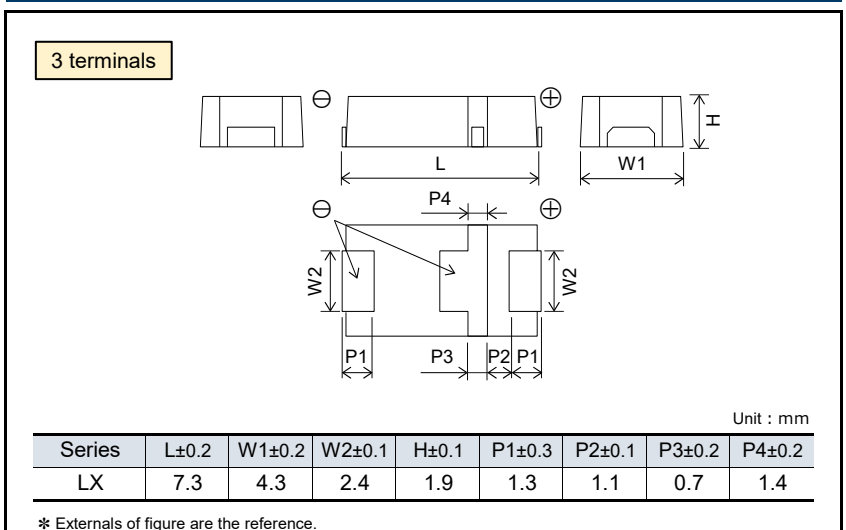 3 terminals
⊖ ⊕
H
L W1
P4
⊖ ⊕
W2 W2
P1 P3 P2 P1
Unit : mm
Series L±0.2 W1±0.2 W2±0.1 H±0.1 P1±0.3 P2±0.1 P3±0.2 P4±0.2
LX 7.3 4.3 2.4 1.9 1.3 1.1 0.7 1.4
✻ Externals of figure are the reference.